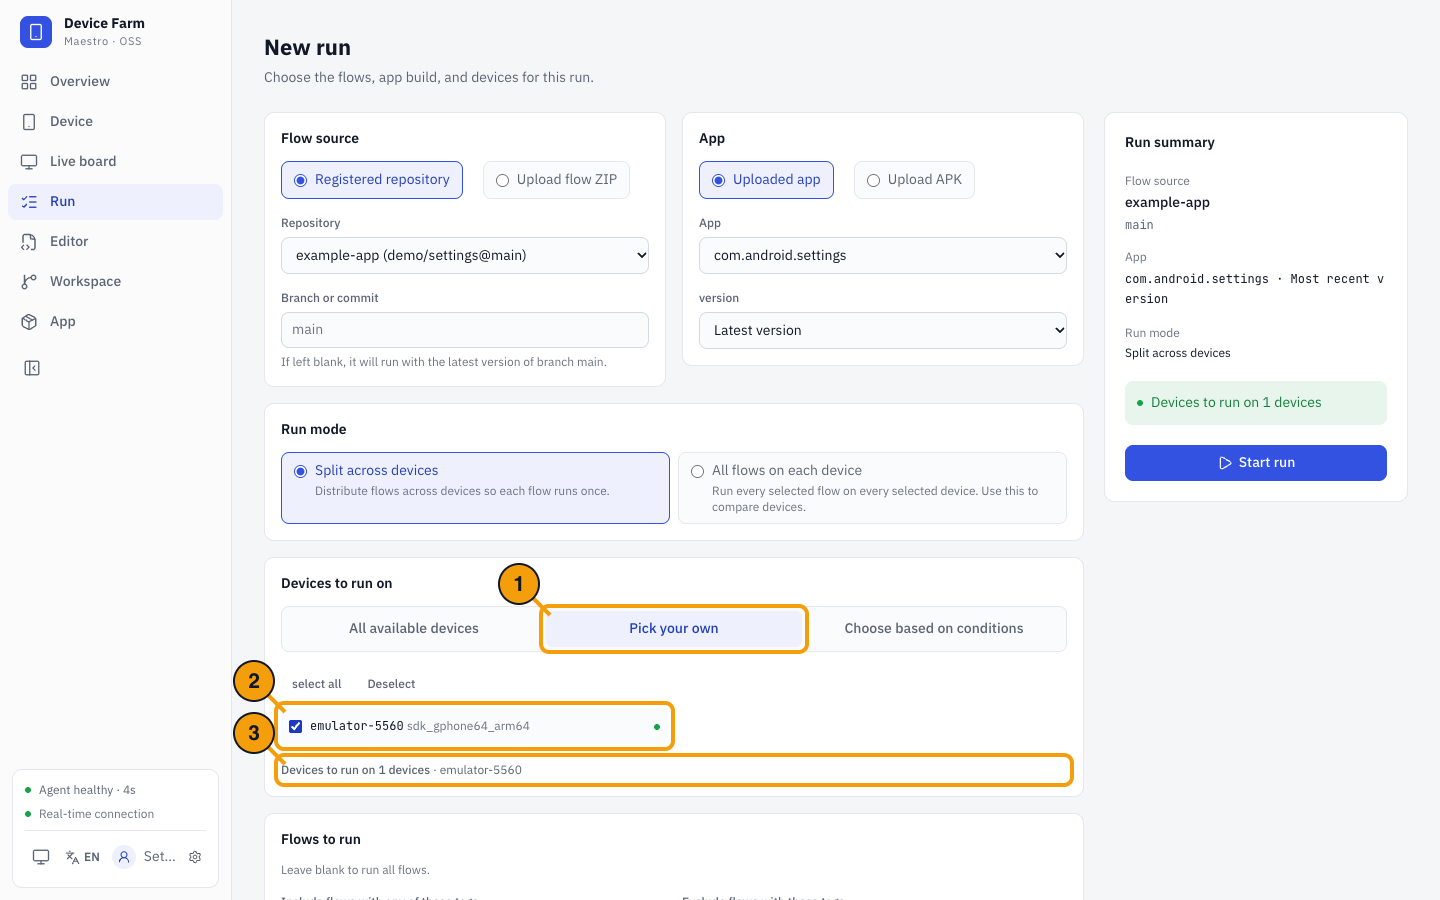 Device Farm
Maestro · OSS
Overview
Device
Live board
Run
Editor
Workspace
App
Agent healthy · 4s
Real-time connection
EN
Set...
New run
Choose the flows, app build, and devices for this run.
Flow source
Registered repository
Upload flow ZIP
Repository
example-app (demo/settings@main)
Branch or commit
main
If left blank, it will run with the latest version of branch main.
App
Uploaded app
Upload APK
App
com.android.settings
version
Latest version
Run mode
Split across devices
Distribute flows across devices so each flow runs once.
All flows on each device
Run every selected flow on every selected device. Use this to
compare devices.
Devices to run on
1
All available devices
Pick your own
Choose based on conditions
2
select all
Deselect
emulator-5560 sdk_gphone64_arm64
3
Devices to run on 1 devices · emulator-5560
Flows to run
Leave blank to run all flows.
Run summary
Flow source
example-app
main
App
com.android.settings · Most recent v
ersion
Run mode
Split across devices
Devices to run on 1 devices
Start run